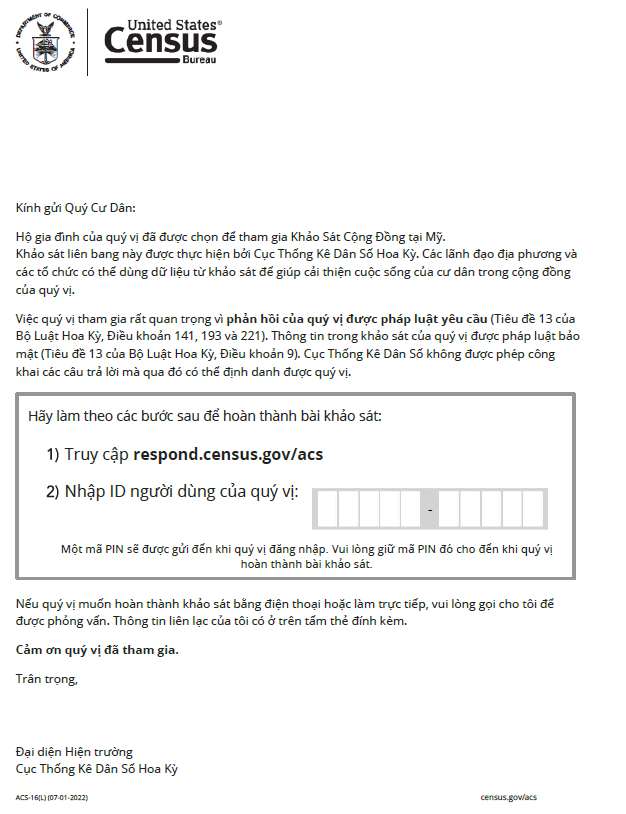 DEPARTMENT OF COMMERCE
UNITED STATES OF AMERICA
United States®
Census
Bureau
Kính gửi Quý Cư Dân:
Hộ gia đình của quý vị đã được chọn để tham gia Khảo Sát Cộng Đồng tại Mỹ.
Khảo sát liên bang này được thực hiện bởi Cục Thống Kê Dân Số Hoa Kỳ. Các lãnh đạo địa phương và
các tổ chức có thể dùng dữ liệu từ khảo sát để giúp cải thiện cuộc sống của cư dân trong cộng đồng
của quý vị.
Việc quý vị tham gia rất quan trọng vì phản hồi của quý vị được pháp luật yêu cầu (Tiêu đề 13 của
Bộ Luật Hoa Kỳ, Điều khoản 141, 193 và 221). Thông tin trong khảo sát của quý vị được pháp luật bảo
mật (Tiêu đề 13 của Bộ Luật Hoa Kỳ, Điều khoản 9). Cục Thống Kê Dân Số không được phép công
khai các câu trả lời mà qua đó có thể định danh được quý vị.
Hãy làm theo các bước sau để hoàn thành bài khảo sát:
1) Truy cập respond.census.gov/acs
2) Nhập ID người dùng của quý vị:
-
Một mã PIN sẽ được gửi đến khi quý vị đăng nhập. Vui lòng giữ mã PIN đó cho đến khi quý vị
hoàn thành bài khảo sát.
Nếu quý vị muốn hoàn thành khảo sát bằng điện thoại hoặc làm trực tiếp, vui lòng gọi cho tôi để
được phỏng vấn. Thông tin liên lạc của tôi có ở trên tấm thẻ đính kèm.
Cảm ơn quý vị đã tham gia.
Trân trọng,
Đại diện Hiện trường
Cục Thống Kê Dân Số Hoa Kỳ
ACS-16(L) (07-01-2022)
census.gov/acs